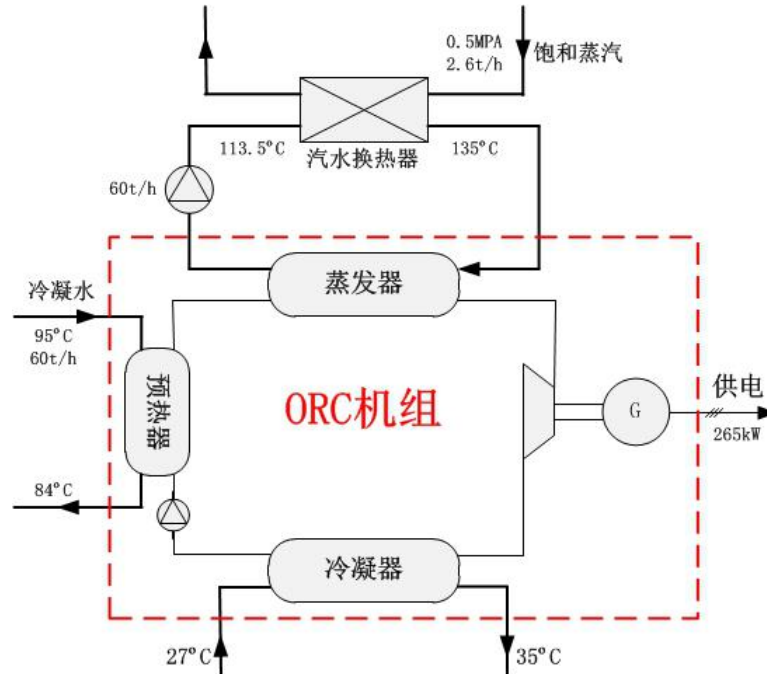 0.5MPA
2.6t/h
饱和蒸汽
113.5°C
汽水换热器
135°C
60t/h
蒸发器
冷凝水
95°C
60t/h
预热器
ORC机组
G
供电
265kW
84°C
冷凝器
27°C
35°C